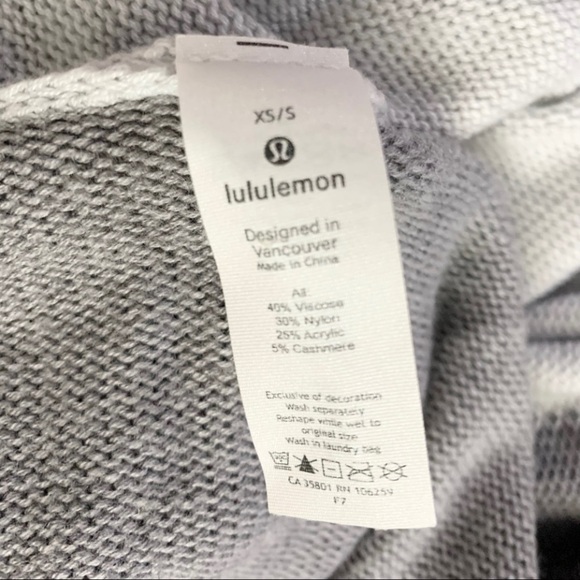 XS/S
lululemon
Designed in
Vancouver
Made in China
All:
40% Viscose
30% Nylon
25% Acrylic
5% Cashmere
Exclusive of decoration
Wash separately
Reshape while wet to
original size
Wash in laundry bag
CA 35801 RN 106259
F7